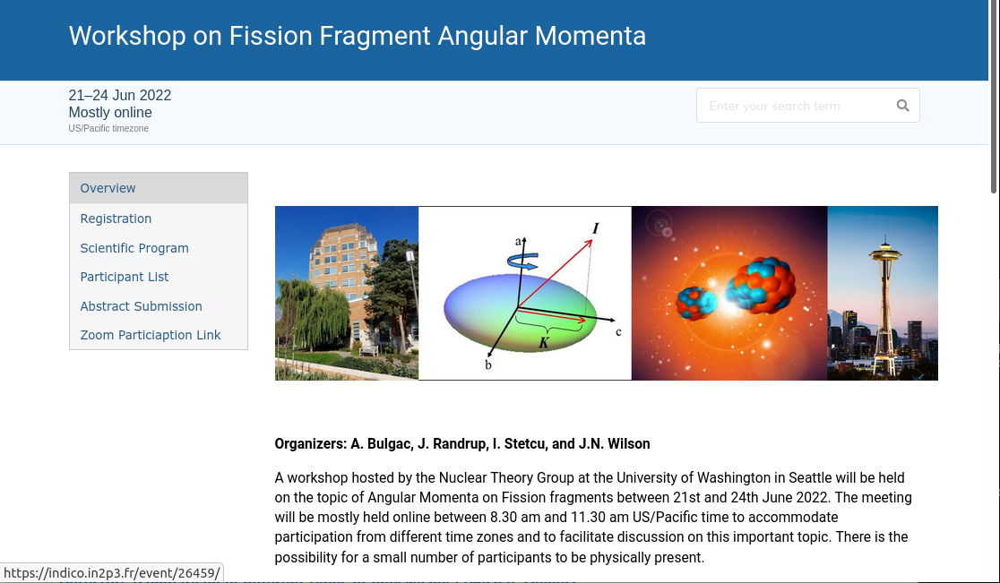 Workshop on Fission Fragment Angular Momenta
21–24 Jun 2022
Mostly online
US/Pacific timezone
Enter your search term
Overview
Registration
Scientific Program
Participant List
Abstract Submission
Zoom Particiaption Link
a
I
K
c
b
Organizers: A. Bulgac, J. Randrup, I. Stetcu, and J.N. Wilson
A workshop hosted by the Nuclear Theory Group at the University of Washington in Seattle will be held
on the topic of Angular Momenta on Fission fragments between 21st and 24th June 2022. The meeting
will be mostly held online between 8.30 am and 11.30 am US/Pacific time to accommodate
participation from different time zones and to facilitate discussion on this important topic. There is the
possibility for a small number of participants to be physically present.
https://indico.in2p3.fr/event/26459/